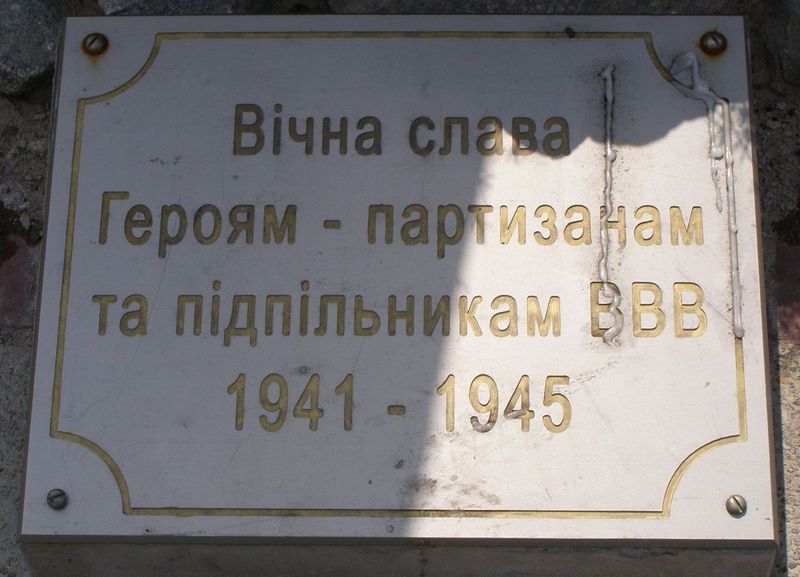 Вічна слава
Героям - партизанам
та підпільникам ВВВ
1941 - 1945